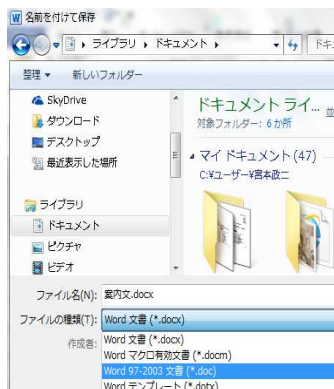 名前を付けて保存
ライブラリ ▸ ドキュメント ▸
整理 ▼ 新しいフォルダー
SkyDrive
ダウンロード
デスクトップ
最近表示した場所
ライブラリ
ドキュメント
ピクチャ
ビデオ
ドキュメント ライ...
対象フォルダー: 6 か所
マイ ドキュメント (47)
C:¥ユーザー¥宮本政二
ファイル名(N): 案内文.docx
ファイルの種類(T): Word 文書 (*.docx)
作成者: Word 文書 (*.docx)
Word マクロ有効文書 (*.docm)
Word 97-2003 文書 (*.doc)
Word テンプレート (*.dotx)